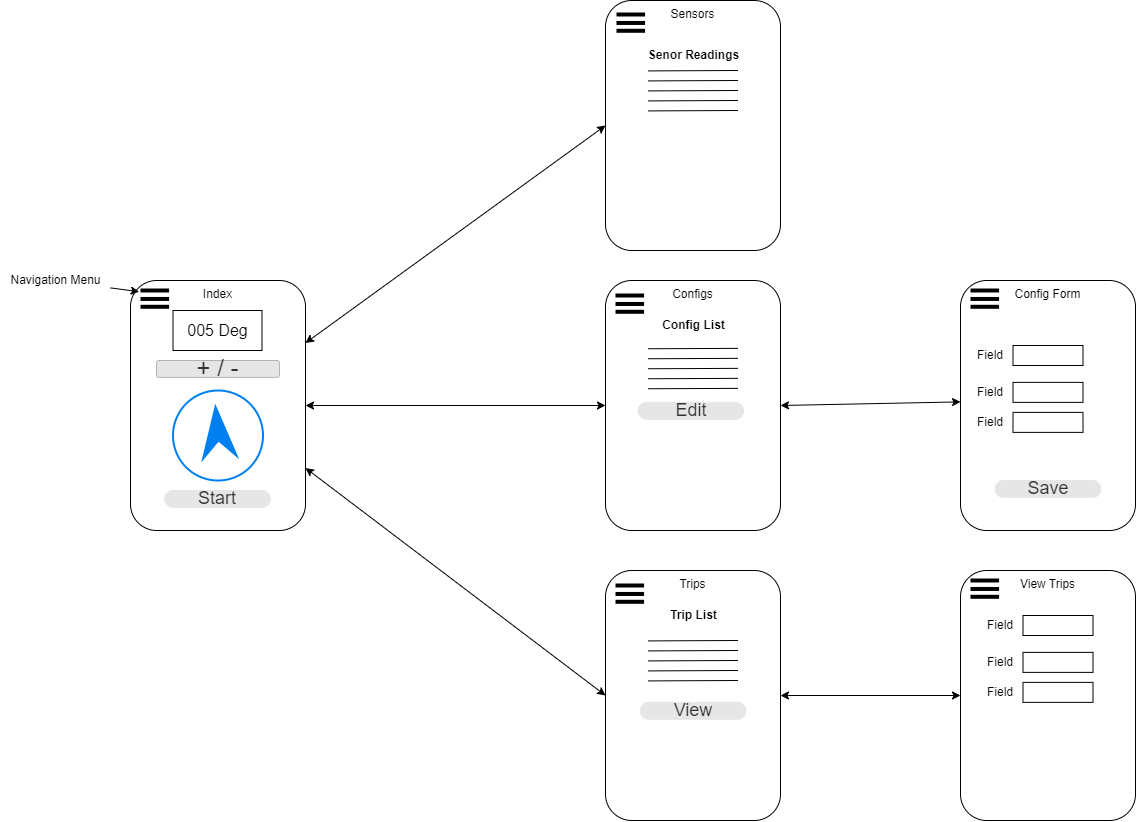 Sensors
Senor Readings
Navigation Menu
Index
005 Deg
+ / -
Start
Configs
Config List
Edit
Config Form
Field
Field
Field
Save
Trips
Trip List
View
View Trips
Field
Field
Field